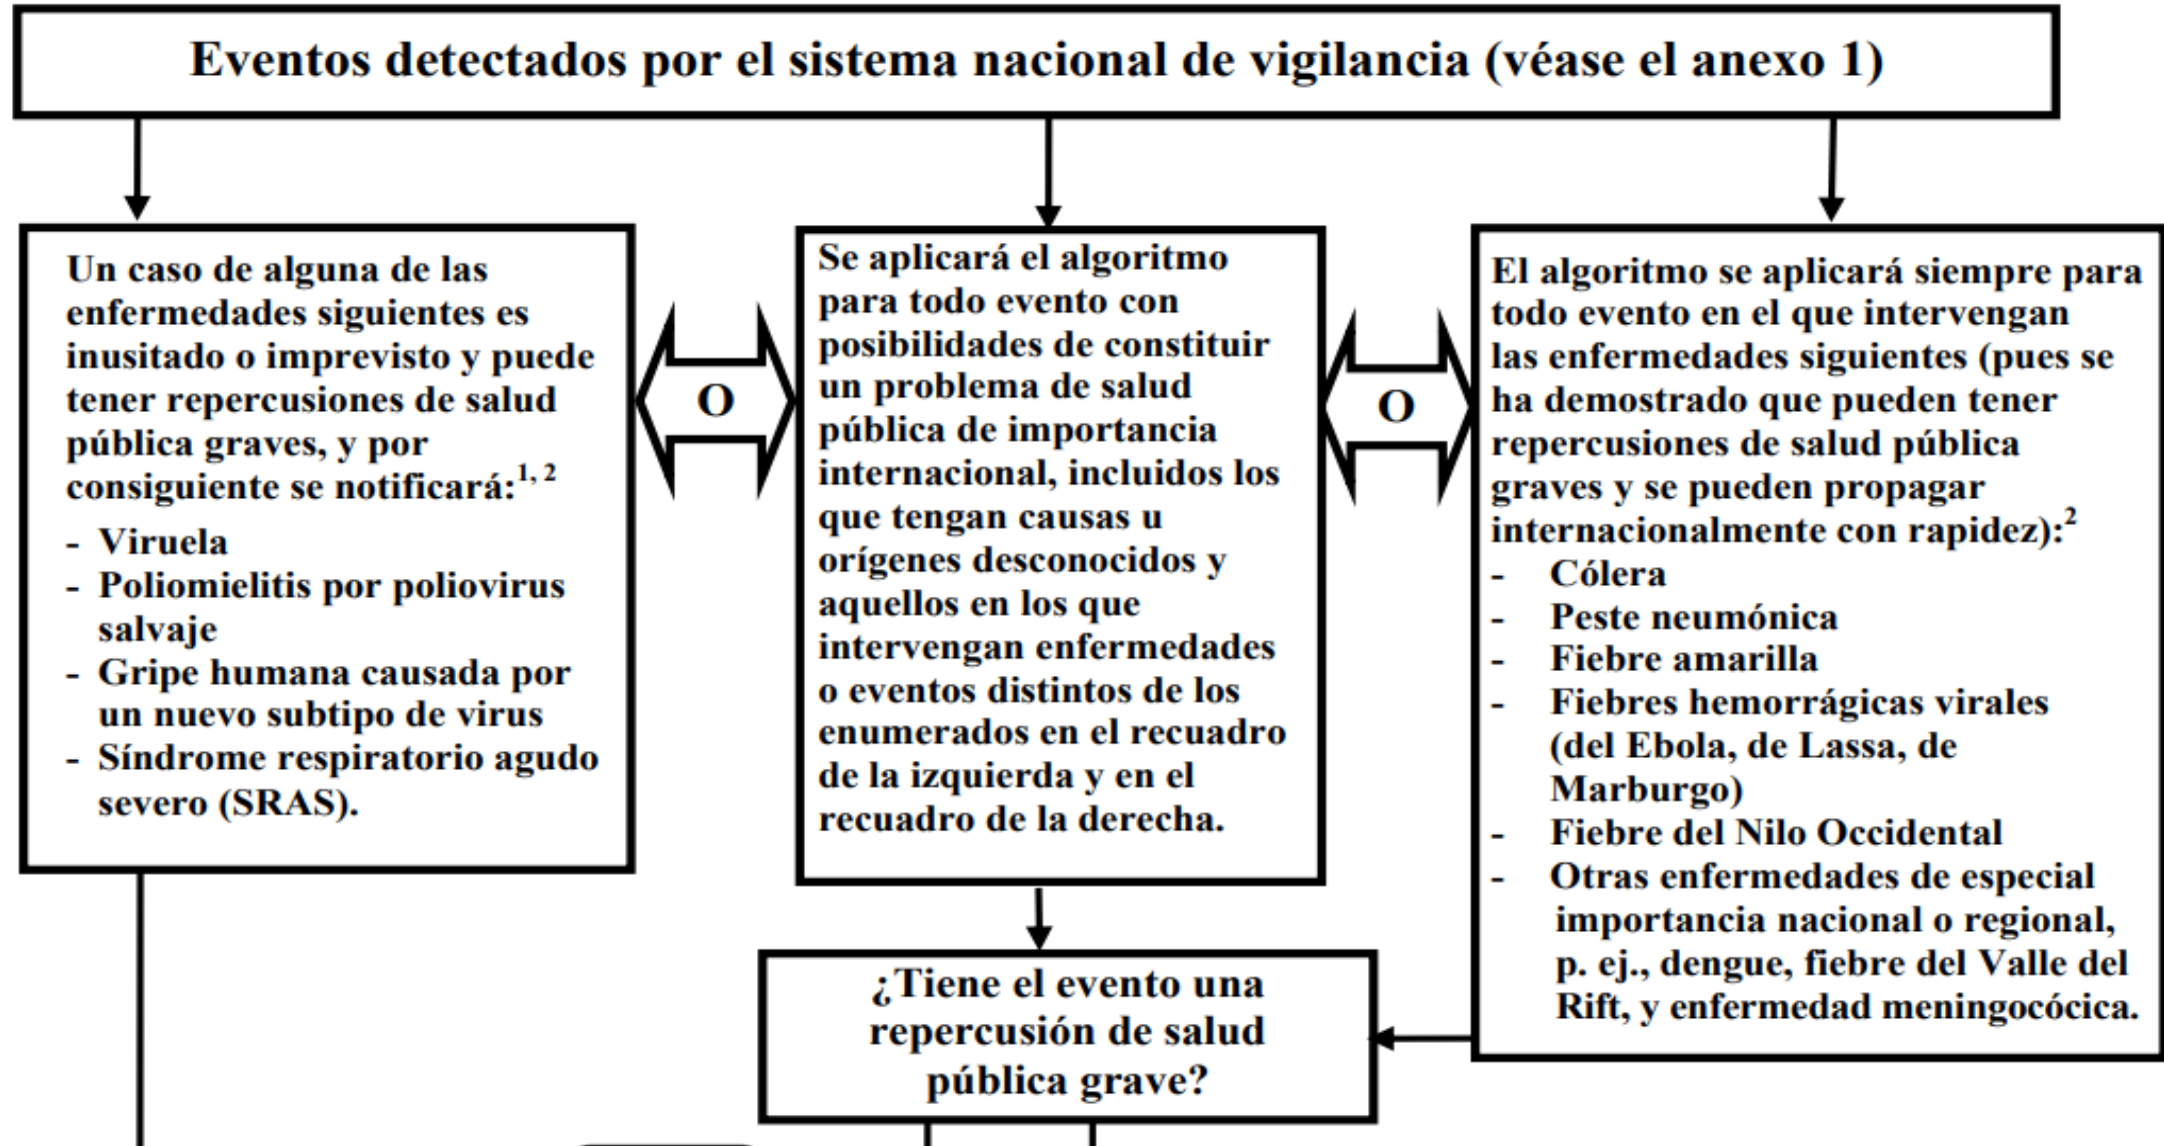 Eventos detectados por el sistema nacional de vigilancia (véase el anexo 1)
Un caso de alguna de las
enfermedades siguientes es
inusitado o imprevisto y puede
tener repercusiones de salud
pública graves, y por
consiguiente se notificará:1, 2
- Viruela
- Poliomielitis por poliovirus
salvaje
- Gripe humana causada por
un nuevo subtipo de virus
- Síndrome respiratorio agudo
severo (SRAS).
O
Se aplicará el algoritmo
para todo evento con
posibilidades de constituir
un problema de salud
pública de importancia
internacional, incluidos los
que tengan causas u
orígenes desconocidos y
aquellos en los que
intervengan enfermedades
o eventos distintos de los
enumerados en el recuadro
de la izquierda y en el
recuadro de la derecha.
O
El algoritmo se aplicará siempre para
todo evento en el que intervengan
las enfermedades siguientes (pues se
ha demostrado que pueden tener
repercusiones de salud pública
graves y se pueden propagar
internacionalmente con rapidez):2
- Cólera
- Peste neumónica
- Fiebre amarilla
- Fiebres hemorrágicas virales
(del Ebola, de Lassa, de
Marburgo)
- Fiebre del Nilo Occidental
- Otras enfermedades de especial
importancia nacional o regional,
p. ej., dengue, fiebre del Valle del
Rift, y enfermedad meningocócica.
¿Tiene el evento una
repercusión de salud
pública grave?